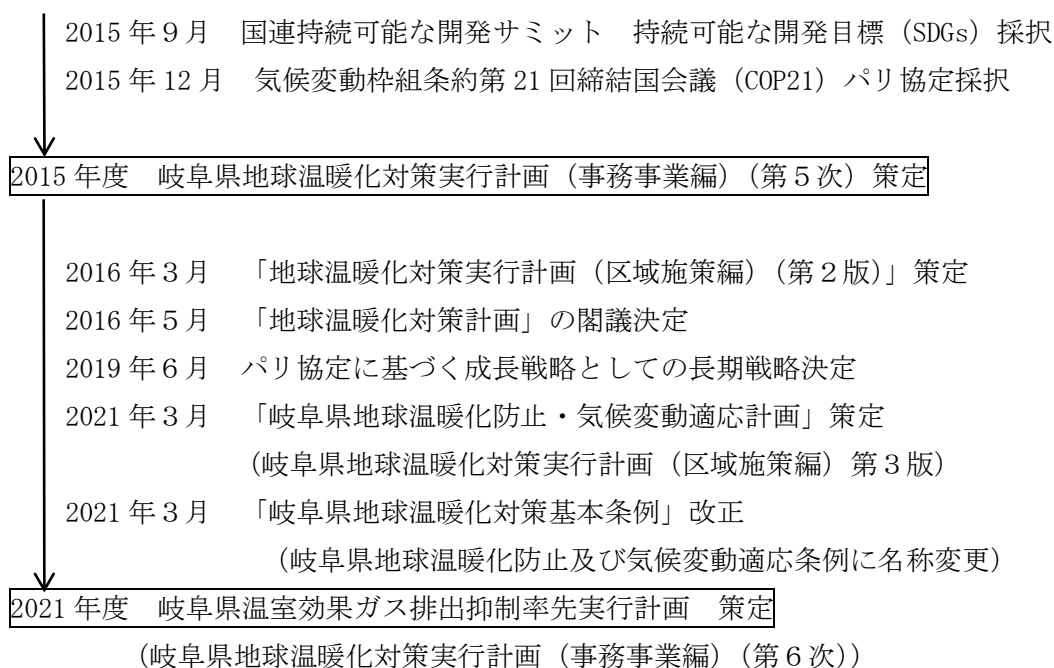 2015年９月　国連持続可能な開発サミット　持続可能な開発目標（SDGs）採択
2015年12月　気候変動枠組条約第21回締結国会議（COP21）パリ協定採択
2015年度　岐阜県地球温暖化対策実行計画（事務事業編）（第５次）策定
2016年３月　「地球温暖化対策実行計画（区域施策編）（第２版）」策定
2016年５月　「地球温暖化対策計画」の閣議決定
2019年６月　パリ協定に基づく成長戦略としての長期戦略決定
2021年３月　「岐阜県地球温暖化防止・気候変動適応計画」策定
（岐阜県地球温暖化対策実行計画（区域施策編）第３版）
2021年３月　「岐阜県地球温暖化対策基本条例」改正
（岐阜県地球温暖化防止及び気候変動適応条例に名称変更）
2021年度　岐阜県温室効果ガス排出抑制率先実行計画　策定
（岐阜県地球温暖化対策実行計画（事務事業編）（第６次））